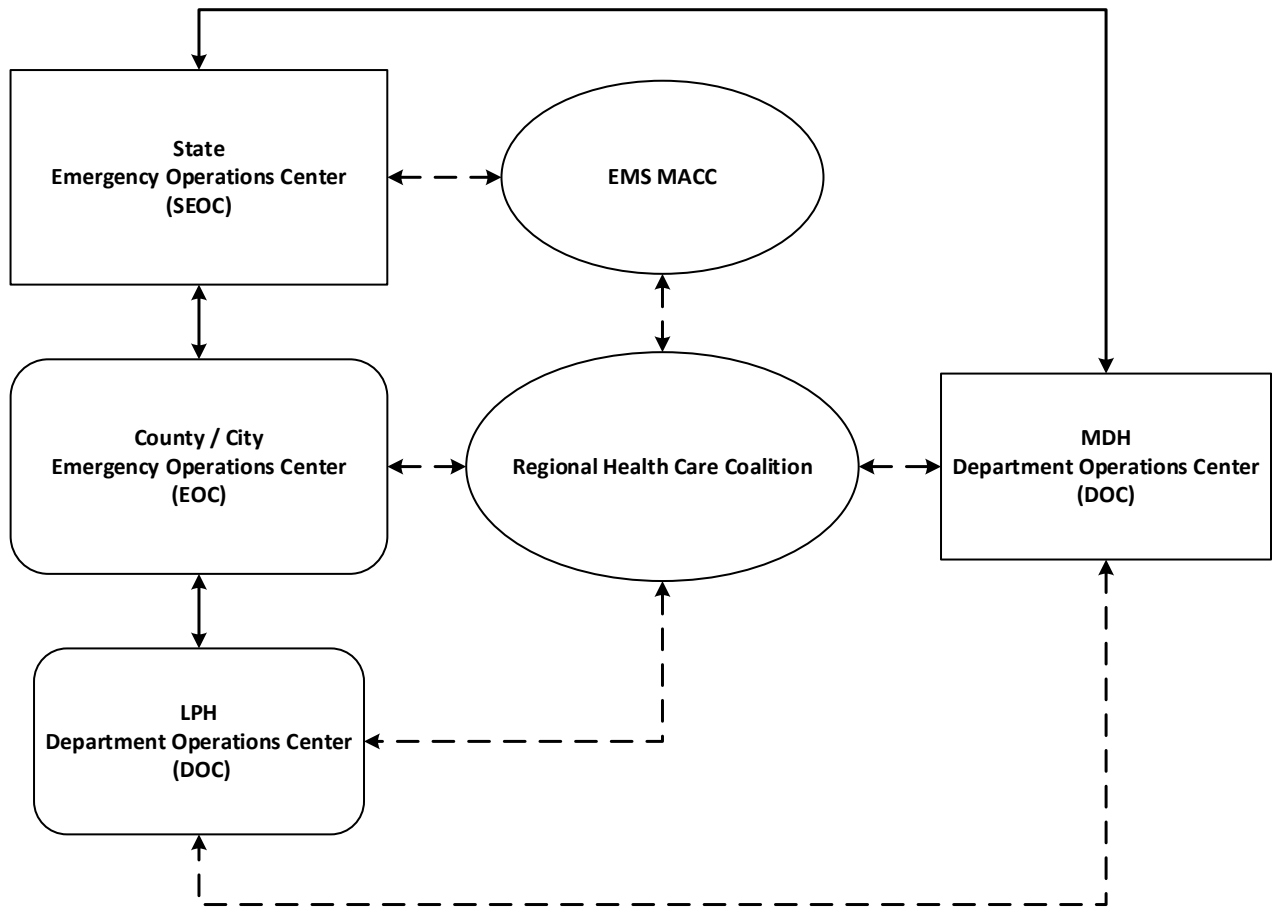 State
Emergency Operations Center
(SEOC)
EMS MACC
County / City
Emergency Operations Center
(EOC)
Regional Health Care Coalition
MDH
Department Operations Center
(DOC)
LPH
Department Operations Center
(DOC)